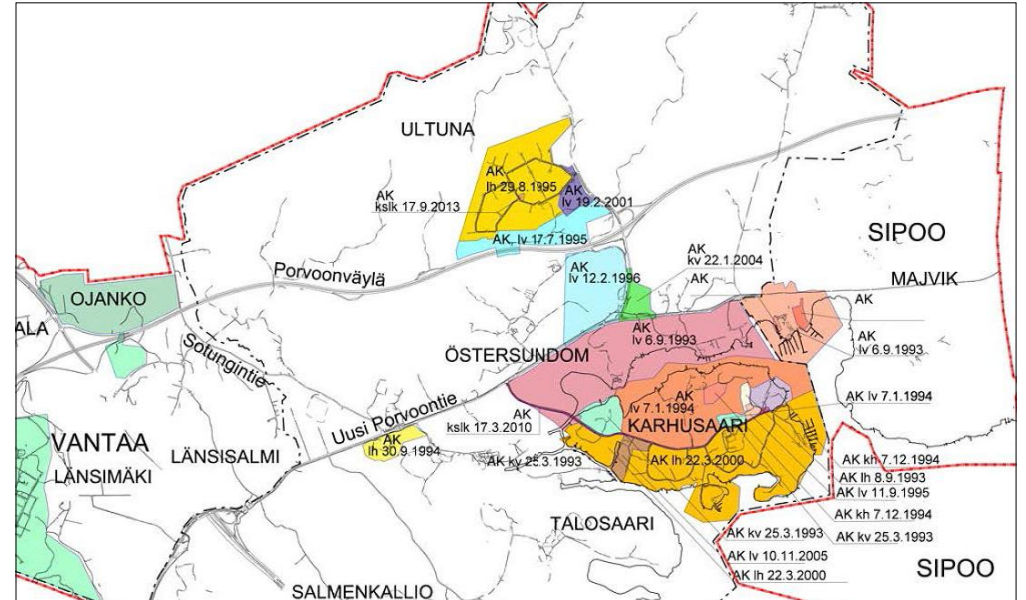 ULTUNA
AK
lh 29.8.1995
AK
kslk 17.9.2013
AK
lv 19.2.2001
AK, lv 17.7.1995
SIPOO
AK
kv 22.1.2004
AK
lv 12.2.1996
Porvoonväylä
MAJVIK
AK
OJANKO
AK
ALA
AK
lv 6.9.1993
AK
lv 6.9.1993
Sotungintie
ÖSTERSUNDOM
AK
lv 7.1.1994
AK lv 7.1.1994
Uusi Porvoontie
AK
kslk 17.3.2010
KARHUSAARI
VANTAA
AK
lh 30.9.1994
LÄNSISALMI
AK kv 25.3.1993
AK lh 22.3.2000
AK kh 7.12.1994
LÄNSIMÄKI
AK lh 8.9.1993
AK lv 11.9.1995
AK kh 7.12.1994
TALOSAARI
AK kv 25.3.1993
AK kv 25.3.1993
AK lv 10.11.2005
SIPOO
AK lh 22.3.2000
SALMENKALLIO